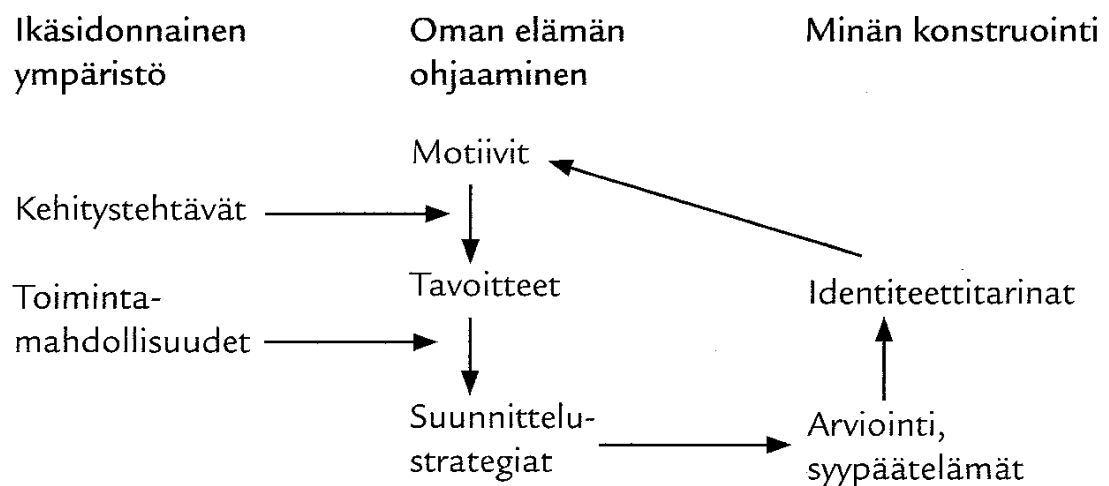 Ikäsidonnainen
ympäristö
Oman elämän
ohjaaminen
Minän konstruointi
Motiivit
Kehitystehtävät
Tavoitteet
Identiteettitarinat
Toiminta-
mahdollisuudet
Suunnittelu-
strategiat
Arviointi,
syypäätelämät